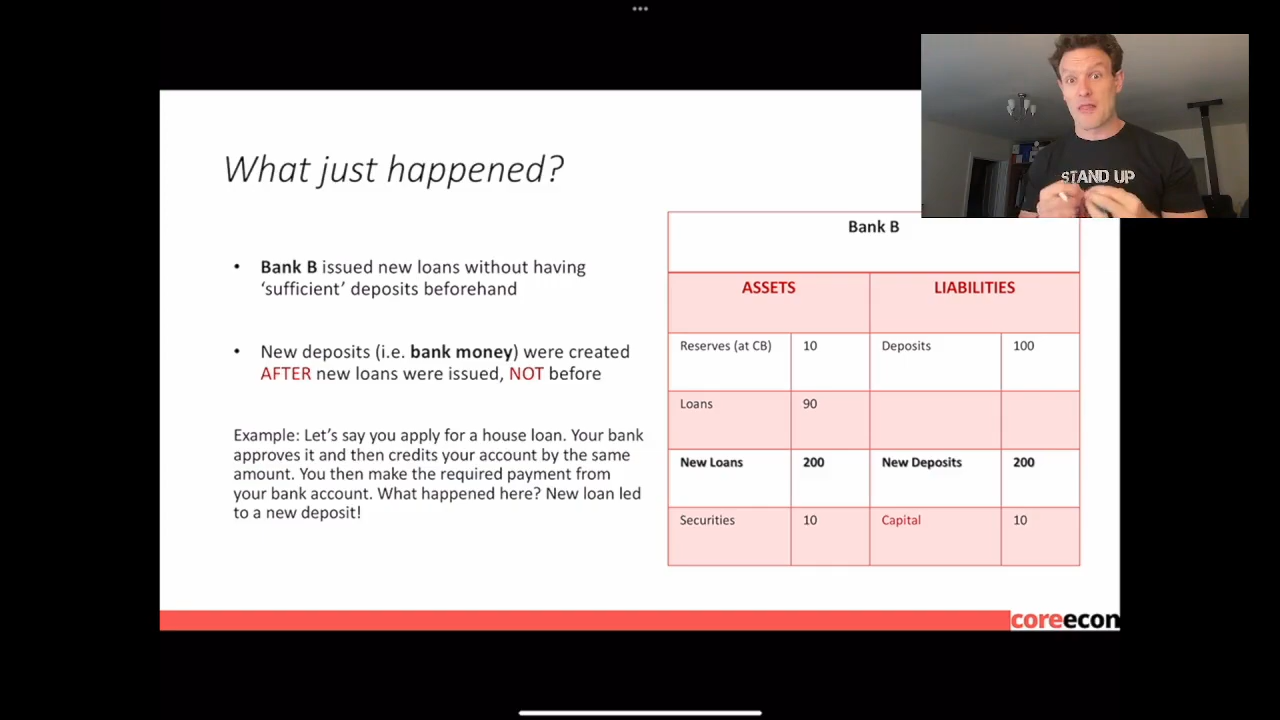 What just happened?
STAND UP
• Bank B issued new loans without having
‘sufficient’ deposits beforehand
• New deposits (i.e. bank money) were created
AFTER new loans were issued, NOT before
Example: Let’s say you apply for a house loan. Your bank
approves it and then credits your account by the same
amount. You then make the required payment from
your bank account. What happened here? New loan led
to a new deposit!
Bank B
ASSETS LIABILITIES
Reserves (at CB) 10 Deposits 100
Loans 90
New Loans 200 New Deposits 200
Securities 10 Capital 10
coreecon